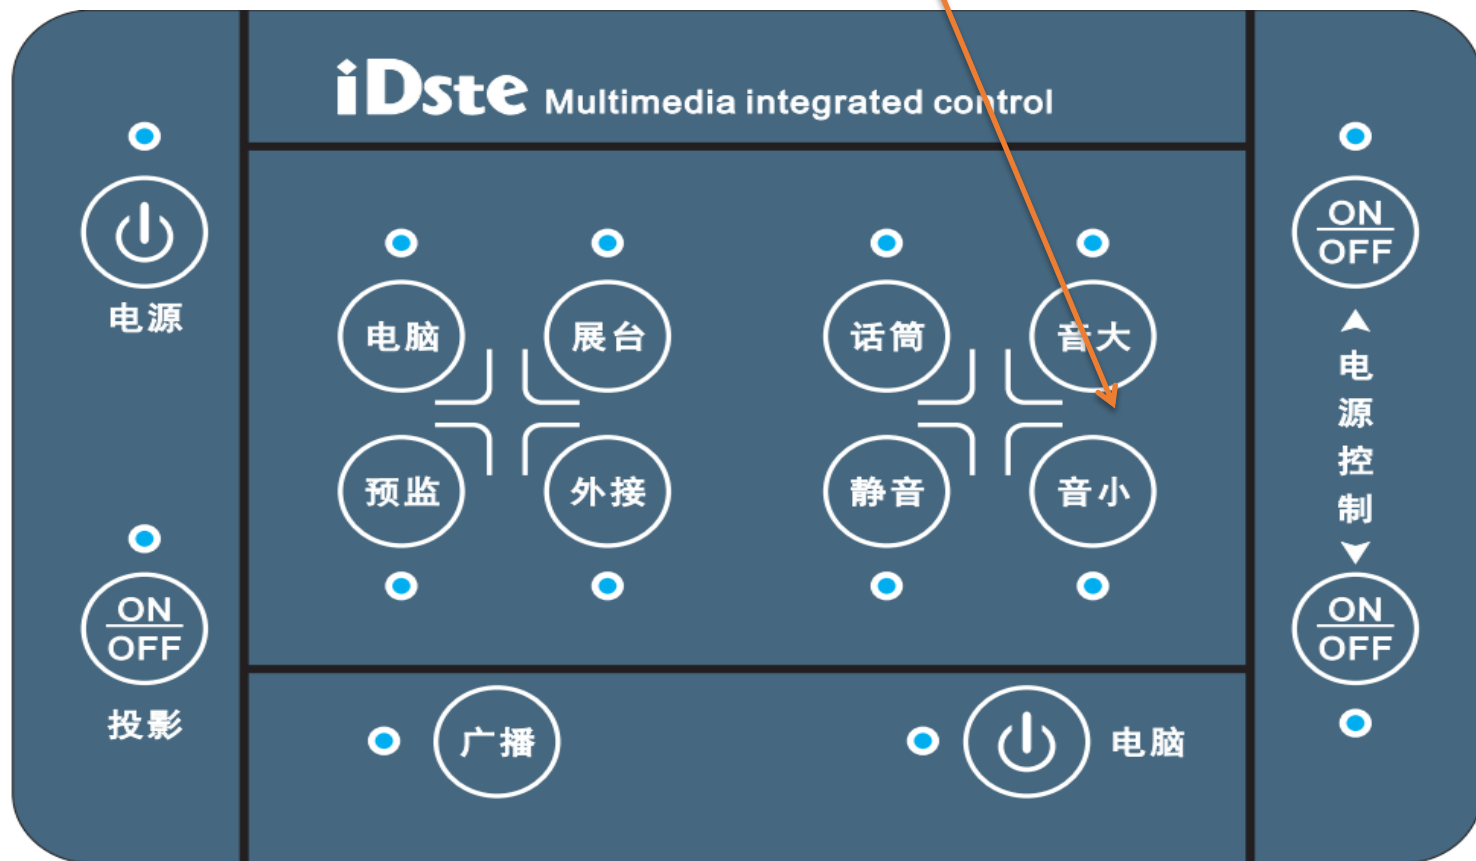 iDste Multimedia integrated control
电源
ON
OFF
投影
电脑
展台
预监
外接
话筒
音大
静音
音小
ON
OFF
电源控制
ON
OFF
广播
电脑